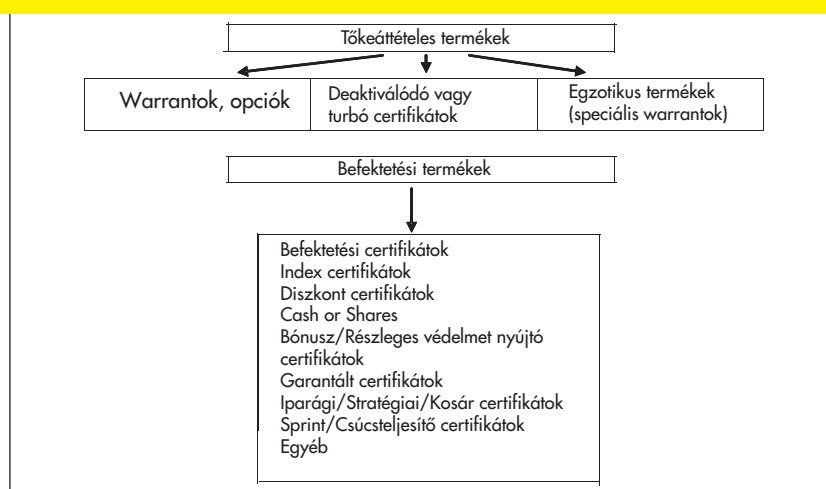 Tőkeáttételes termékek
Warrantok, opciók
Deaktiválódó vagy
turbó certifikátok
Egzotikus termékek
(speciális warrantok)
Befektetési termékek
Befektetési certifikátok
Index certifikátok
Diszkont certifikátok
Cash or Shares
Bónusz/Részleges védelmet nyújtó
certifikátok
Garantált certifikátok
Iparági/Stratégiai/Kosár certifikátok
Sprint/Csúcsteljesítő certifikátok
Egyéb